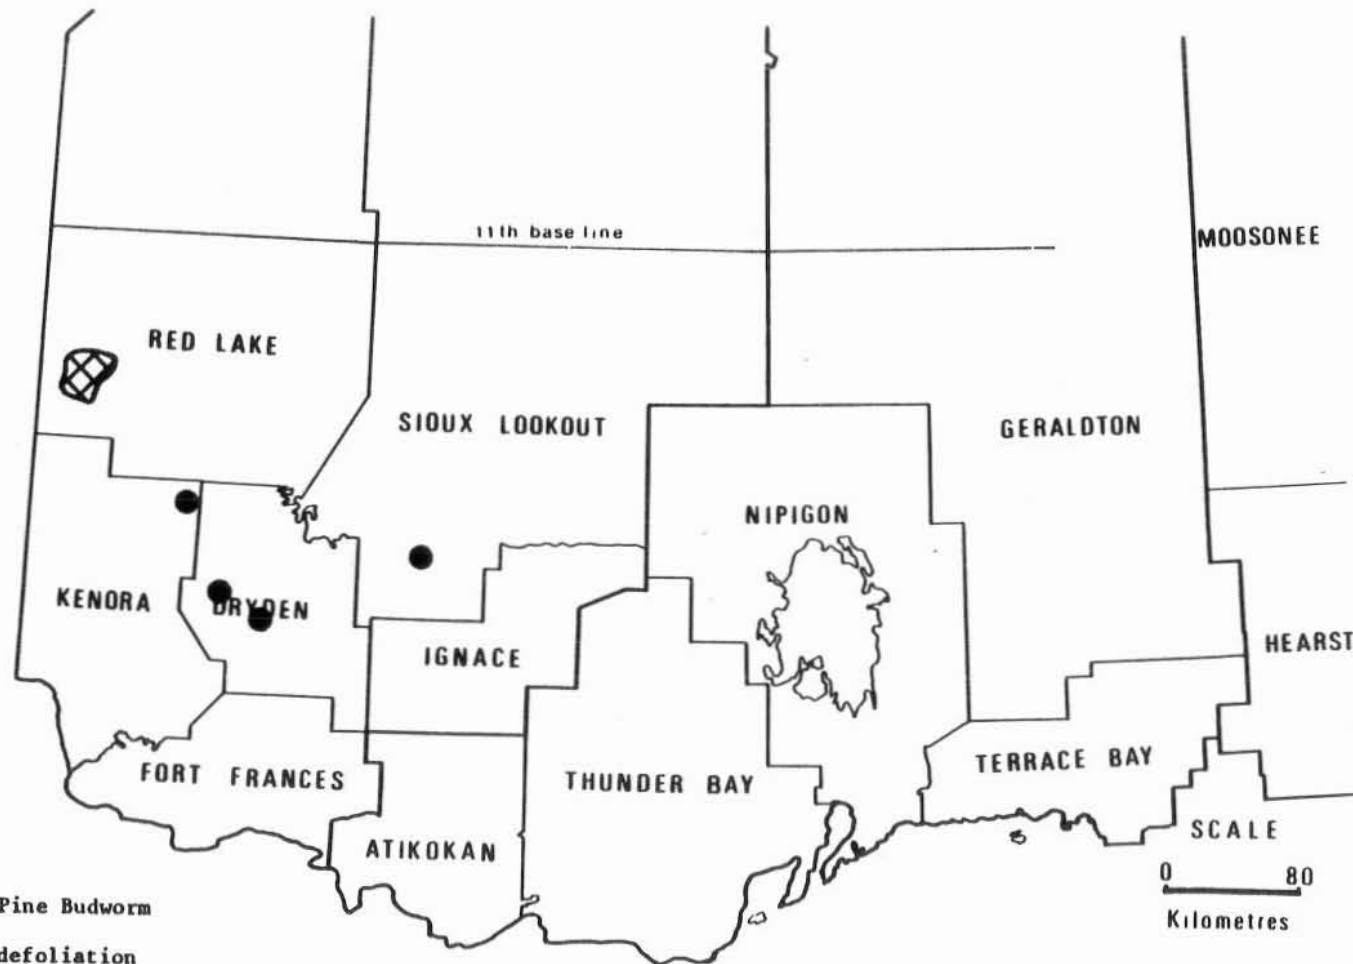 11th base line
MOOSONEE
RED LAKE
SIOUX LOOKOUT
GERALDTON
NIPIGON
KENORA
DRYDEN
IGNACE
HEARST
FORT FRANCES
THUNDER BAY
TERRACE BAY
ATIKOKAN
SCALE
0 80
Kilometres
Pine Budworm
defoliation